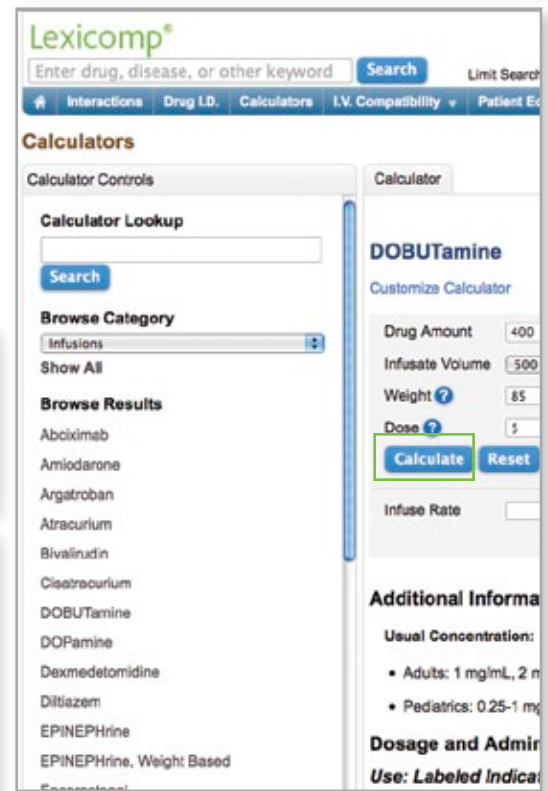 Lexicomp®
Enter drug, disease, or other keyword Search Limit Search
Interactions Drug I.D. Calculators I.V. Compatibility Patient Ed
Calculators
Calculator Controls
Calculator Lookup
Search
Browse Category
Infusions
Show All
Browse Results
Abciximab
Amiodarone
Argatroban
Atracurium
Bivalirudin
Cisatracurium
DOBUTamine
DOPamine
Dexmedetomidine
Diltiazem
EPINEPHrine
EPINEPHrine, Weight Based
Calculator
DOBUTamine
Customize Calculator
Drug Amount 400
Infusate Volume 500
Weight ? 85
Dose ? 5
Calculate Reset
Infuse Rate
Additional Informa
Usual Concentration:
• Adults: 1 mg/mL, 2 m
• Pediatrics: 0.25-1 mg
Dosage and Admin
Use: Labeled Indicat